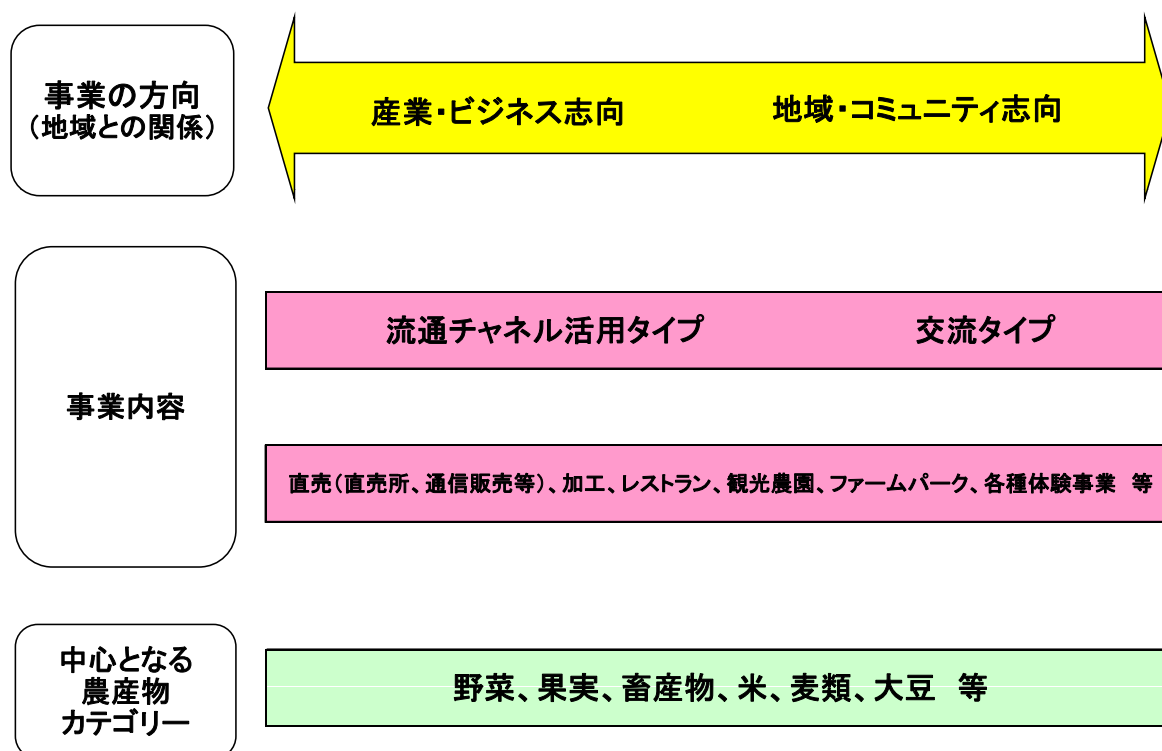 事業の方向
（地域との関係）
産業・ビジネス志向
地域・コミュニティ志向
流通チャネル活用タイプ
交流タイプ
事業内容
直売（直売所、通信販売等）、加工、レストラン、観光農園、ファームパーク、各種体験事業　等
中心となる
農産物
カテゴリー
野菜、果実、畜産物、米、麦類、大豆　等